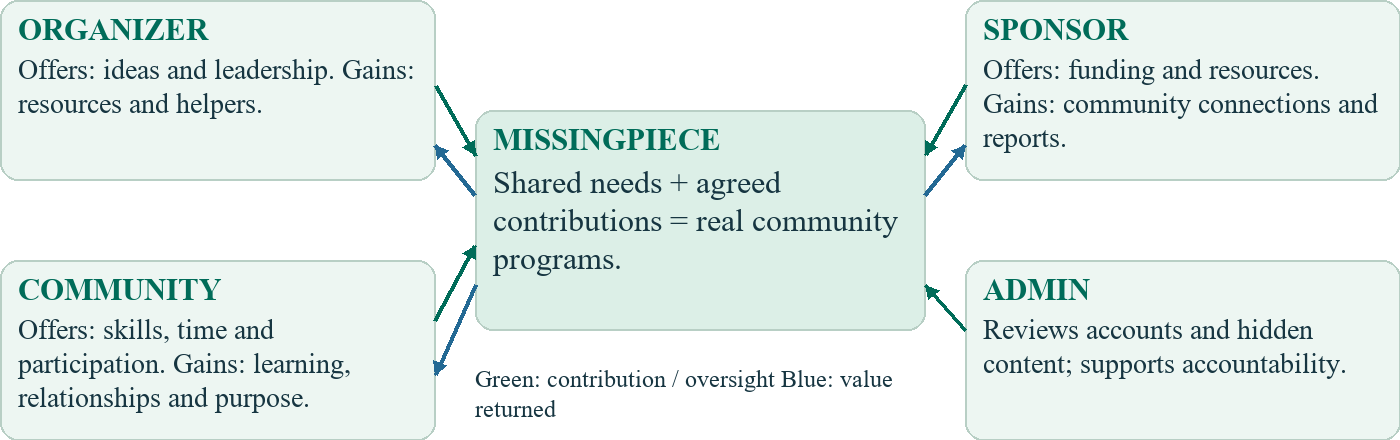 ORGANIZER
Offers: ideas and leadership. Gains:
resources and helpers.
SPONSOR
Offers: funding and resources.
Gains: community connections and
reports.
MISSINGPIECE
Shared needs + agreed
contributions = real community
programs.
COMMUNITY
Offers: skills, time and
participation. Gains: learning,
relationships and purpose.
ADMIN
Reviews accounts and hidden
content; supports accountability.
Green: contribution / oversight Blue: value
returned